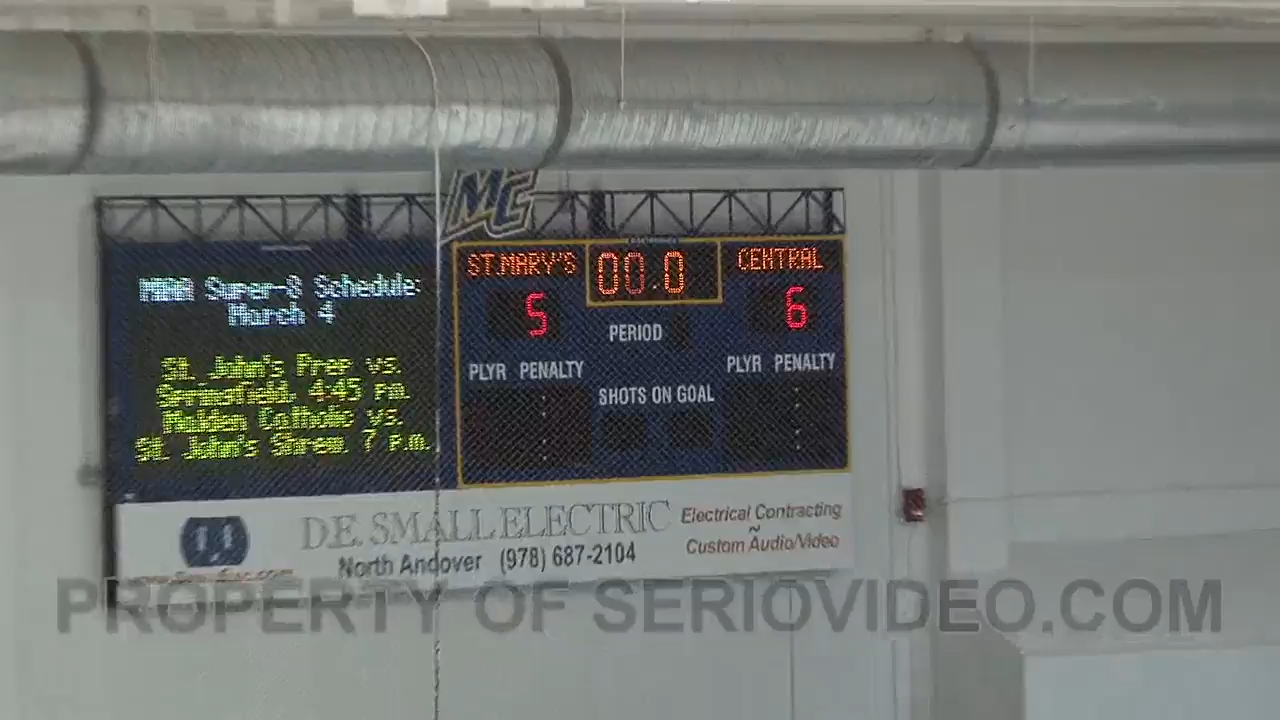 MC
MIAA Super-8 Schedule:
March 4
St. John's Prep vs.
Springfield, 4:45 p.m.
Malden Catholic vs.
St. John's Shrew. 7 p.m.
ST.MARY'S 00.0 CENTRAL
5 6
PERIOD
PLYR PENALTY PLYR PENALTY
SHOTS ON GOAL
D.E. SMALL ELECTRIC
North Andover (978) 687-2104
Electrical Contracting
~
Custom Audio/Video
PROPERTY OF SERIOVIDEO.COM